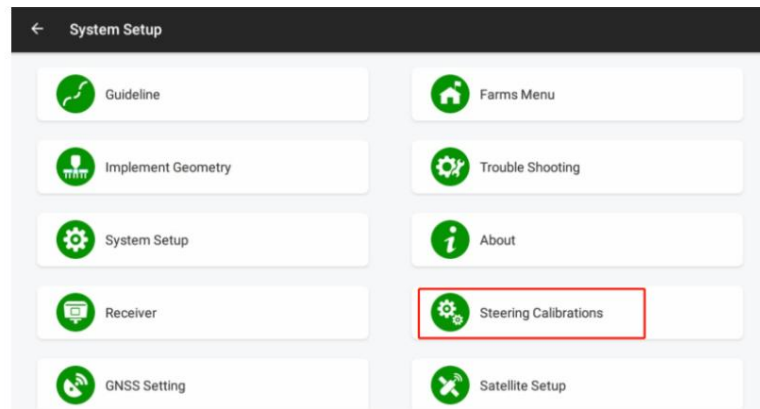 System Setup
Guideline
Farms Menu
Implement Geometry
Trouble Shooting
System Setup
About
Receiver
Steering Calibrations
GNSS Setting
Satellite Setup